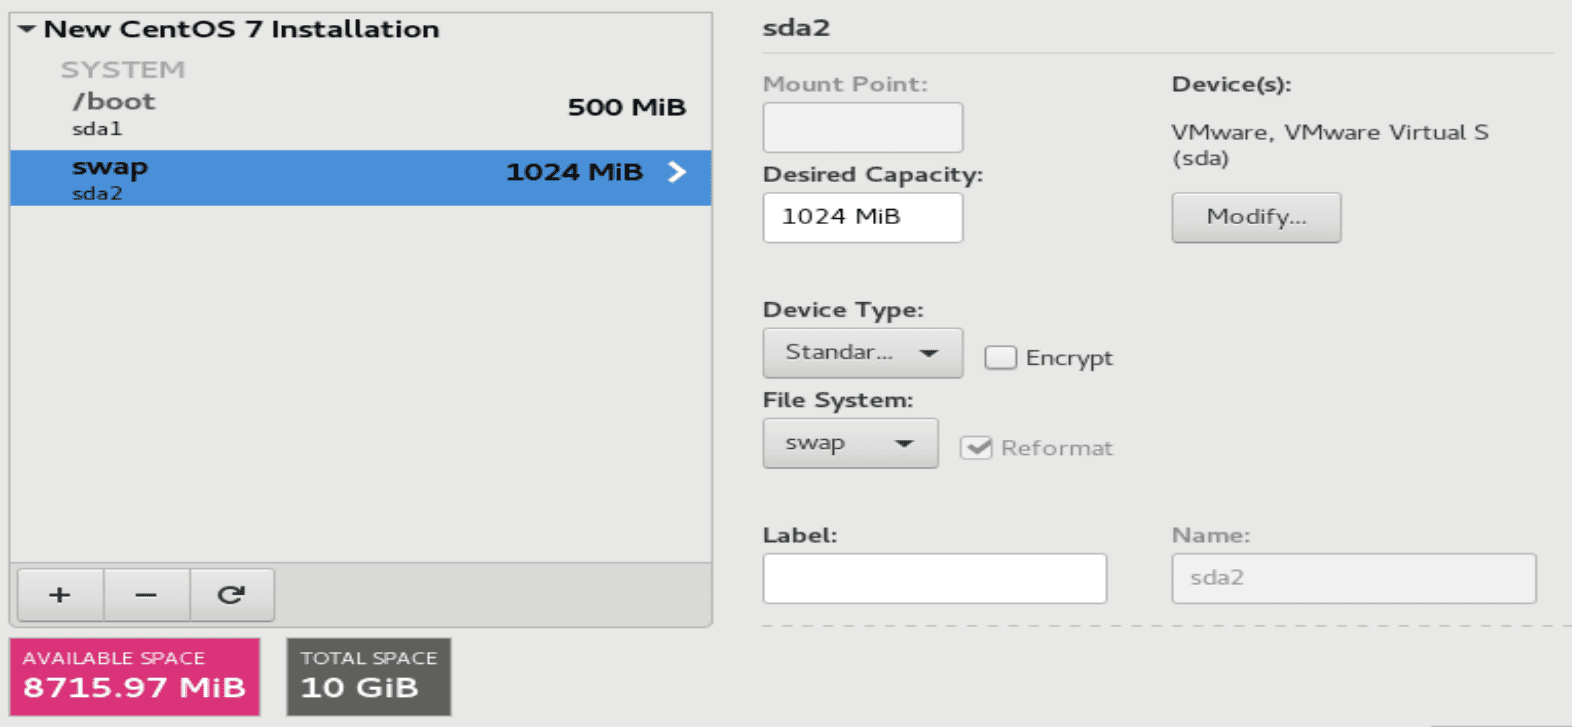 New CentOS 7 Installation
SYSTEM
/boot
500 MiB
sda1
swap
1024 MiB
sda2
+ −
AVAILABLE SPACE
8715.97 MiB
TOTAL SPACE
10 GiB
sda2
Mount Point:
Desired Capacity:
1024 MiB
Device(s):
VMware, VMware Virtual S
(sda)
Modify...
Device Type:
Standar...
Encrypt
File System:
swap
Reformat
Label:
Name:
sda2